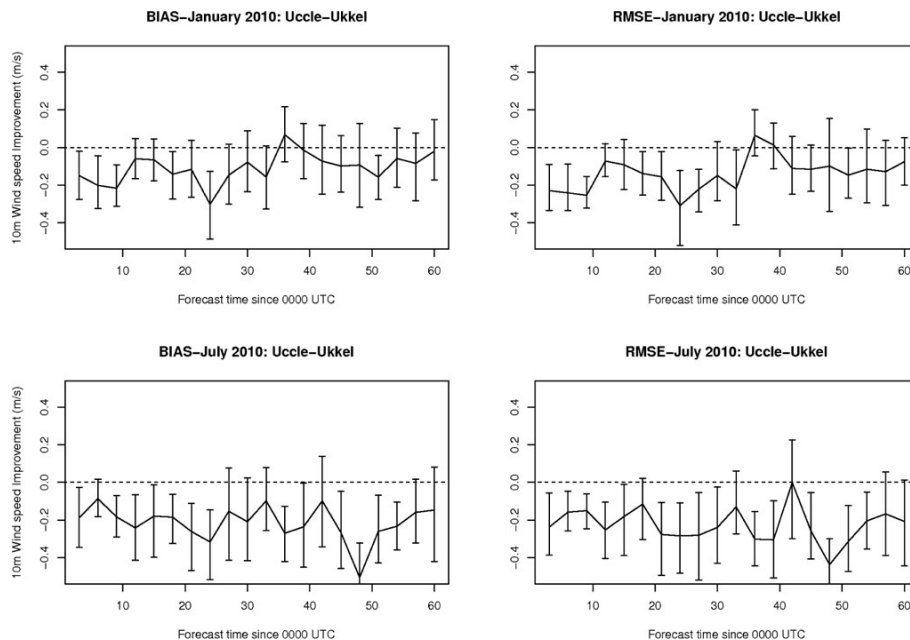 BIAS−January 2010: Uccle−Ukkel
10m Wind speed Improvement (m/s)
0.4
0.2
0.0
−0.2
−0.4
10 20 30 40 50 60
Forecast time since 0000 UTC
RMSE−January 2010: Uccle−Ukkel
0.4
0.2
0.0
−0.2
−0.4
10 20 30 40 50 60
Forecast time since 0000 UTC
BIAS−July 2010: Uccle−Ukkel
10m Wind speed Improvement (m/s)
0.4
0.2
0.0
−0.2
−0.4
10 20 30 40 50 60
Forecast time since 0000 UTC
RMSE−July 2010: Uccle−Ukkel
0.4
0.2
0.0
−0.2
−0.4
10 20 30 40 50 60
Forecast time since 0000 UTC